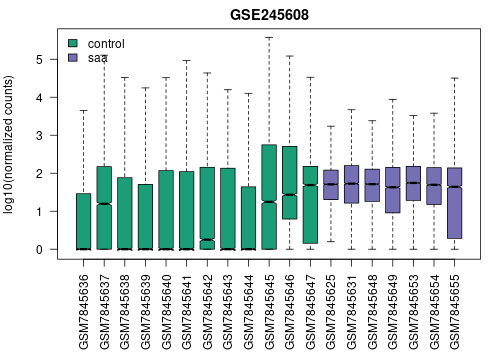 GSE245608
control
saa
log10(normalized counts)
5
4
3
2
1
0
GSM7845636
GSM7845637
GSM7845638
GSM7845639
GSM7845640
GSM7845641
GSM7845642
GSM7845643
GSM7845644
GSM7845645
GSM7845646
GSM7845647
GSM7845625
GSM7845631
GSM7845648
GSM7845649
GSM7845653
GSM7845654
GSM7845655